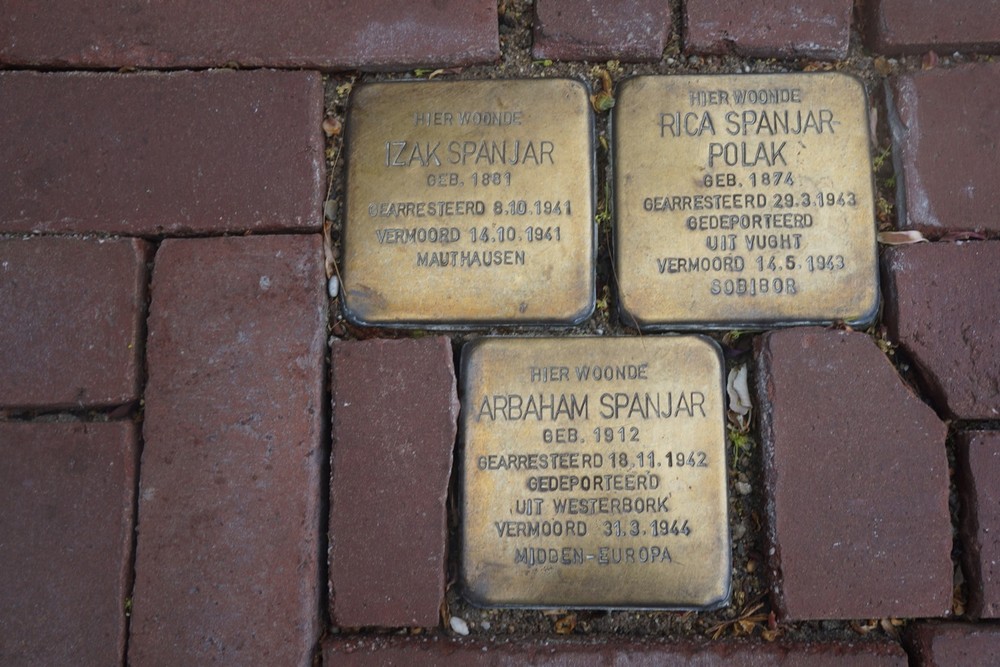 HIER WOONDE
IZAK SPANJAR
GEB. 1881
GEARRESTEERD 8.10.1941
VERMOORD 14.10.1941
MAUTHAUSEN
HIER WOONDE
RICA SPANJAR-
POLAK
GEB. 1874
GEARRESTEERD 29.3.1943
GEDEPORTEERD
UIT VUGHT
VERMOORD 14.5.1943
SOBIBOR
HIER WOONDE
ARBAHAM SPANJAR
GEB. 1912
GEARRESTEERD 18.11.1942
GEDEPORTEERD
UIT WESTERBORK
VERMOORD 31.3.1944
MIDDEN-EUROPA